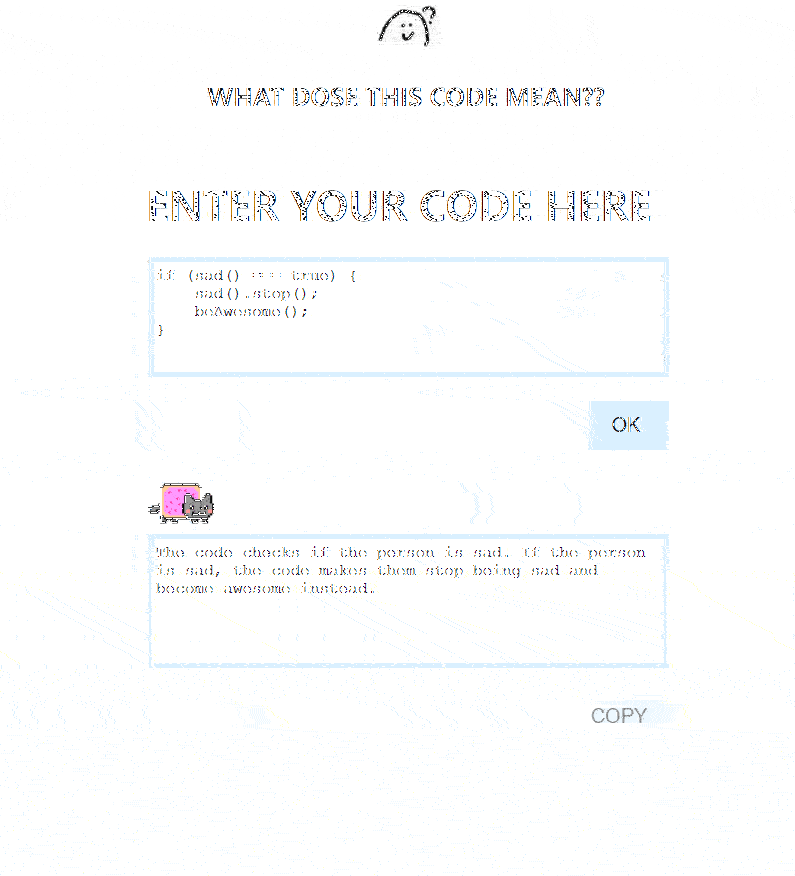 WHAT DOSE THIS CODE MEAN??
ENTER YOUR CODE HERE
if (sad() === true) {
    sad().stop();
    beAwesome();
}
OK
The code checks if the person is sad. If the person
is sad, the code makes them stop being sad and
become awesome instead.
COPY